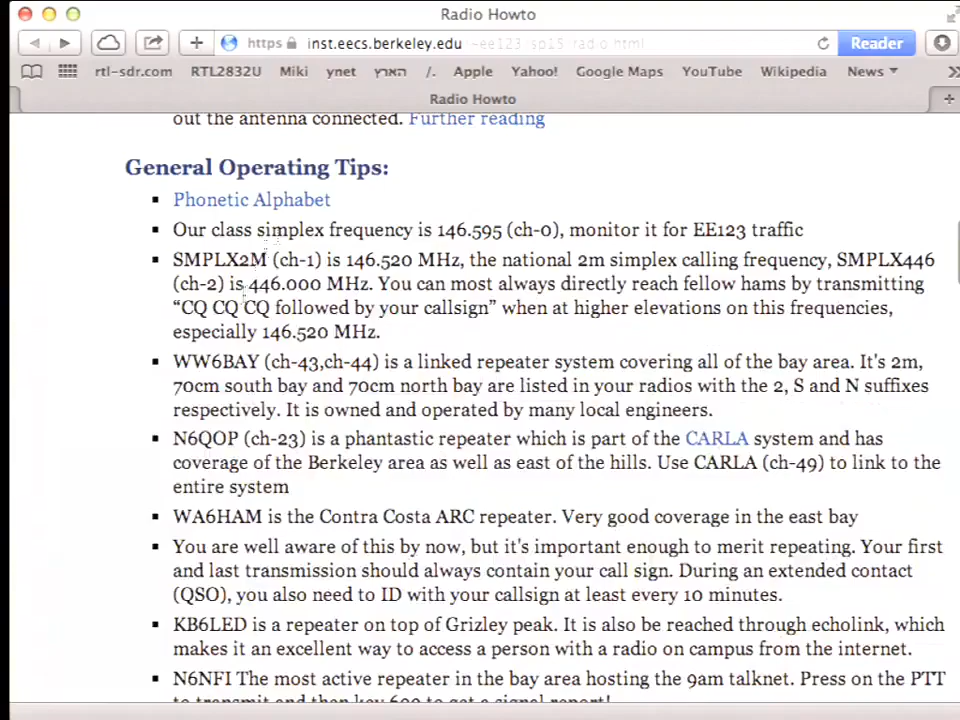 Radio Howto
https inst.eecs.berkeley.edu ~ee123 sp15 radio.html Reader
rtl-sdr.com RTL2832U Miki ynet הארץ /. Apple Yahoo! Google Maps YouTube Wikipedia News
Radio Howto
out the antenna connected. Further reading
General Operating Tips:
Phonetic Alphabet
Our class simplex frequency is 146.595 (ch-0), monitor it for EE123 traffic
SMPLX2M (ch-1) is 146.520 MHz, the national 2m simplex calling frequency, SMPLX446
(ch-2) is 446.000 MHz. You can most always directly reach fellow hams by transmitting
“CQ CQ CQ followed by your callsign” when at higher elevations on this frequencies,
especially 146.520 MHz.
WW6BAY (ch-43,ch-44) is a linked repeater system covering all of the bay area. It's 2m,
70cm south bay and 70cm north bay are listed in your radios with the 2, S and N suffixes
respectively. It is owned and operated by many local engineers.
N6QOP (ch-23) is a phantastic repeater which is part of the CARLA system and has
coverage of the Berkeley area as well as east of the hills. Use CARLA (ch-49) to link to the
entire system
WA6HAM is the Contra Costa ARC repeater. Very good coverage in the east bay
You are well aware of this by now, but it's important enough to merit repeating. Your first
and last transmission should always contain your call sign. During an extended contact
(QSO), you also need to ID with your callsign at least every 10 minutes.
KB6LED is a repeater on top of Grizley peak. It is also be reached through echolink, which
makes it an excellent way to access a person with a radio on campus from the internet.
N6NFI The most active repeater in the bay area hosting the 9am talknet. Press on the PTT
to transmit and then key 600 to get a signal report!